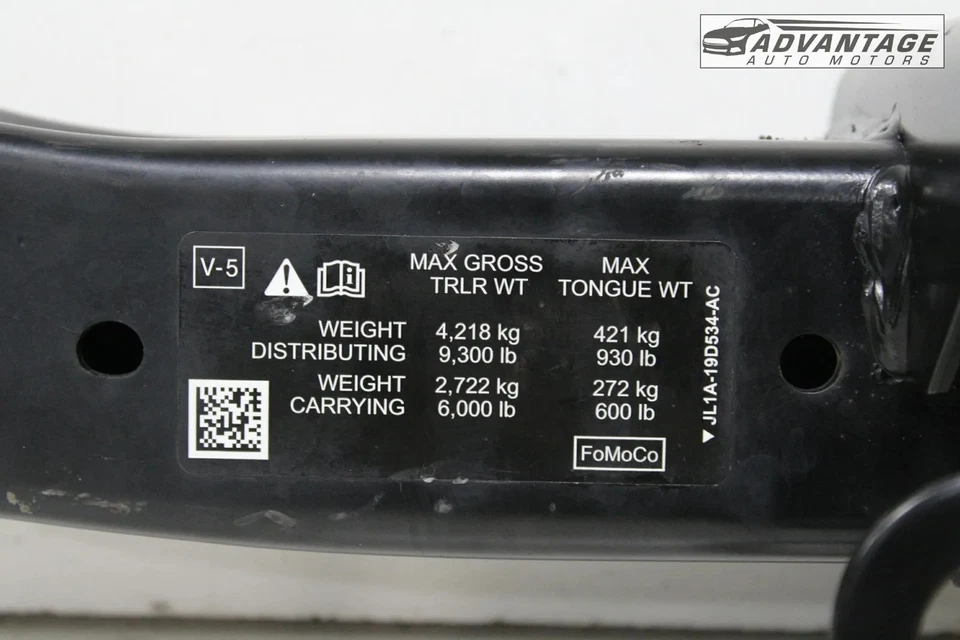 ADVANTAGE
AUTO MOTORS
V-5
MAX GROSS TRLR WT
MAX TONGUE WT
WEIGHT DISTRIBUTING
4,218 kg 421 kg
9,300 lb 930 lb
WEIGHT CARRYING
2,722 kg 272 kg
6,000 lb 600 lb
FoMoCo
JL1A-19D534-AC